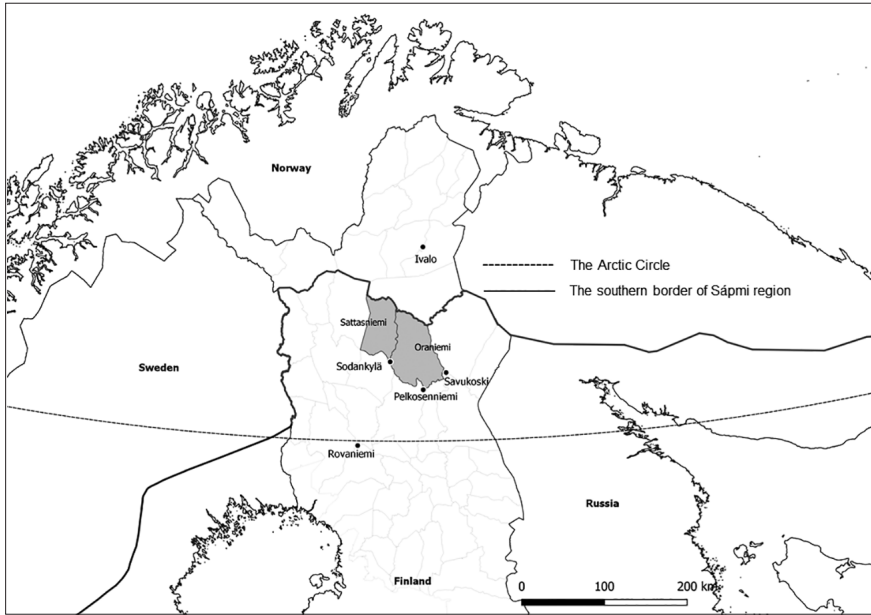 Norway
Ivalo
The Arctic Circle
The southern border of Sápmi region
Sattasniemi
Oraniemi
Sodankylä
Sweden
Savukoski
Pelkosenniemi
Rovaniemi
Russia
Finland
0 100 200 km